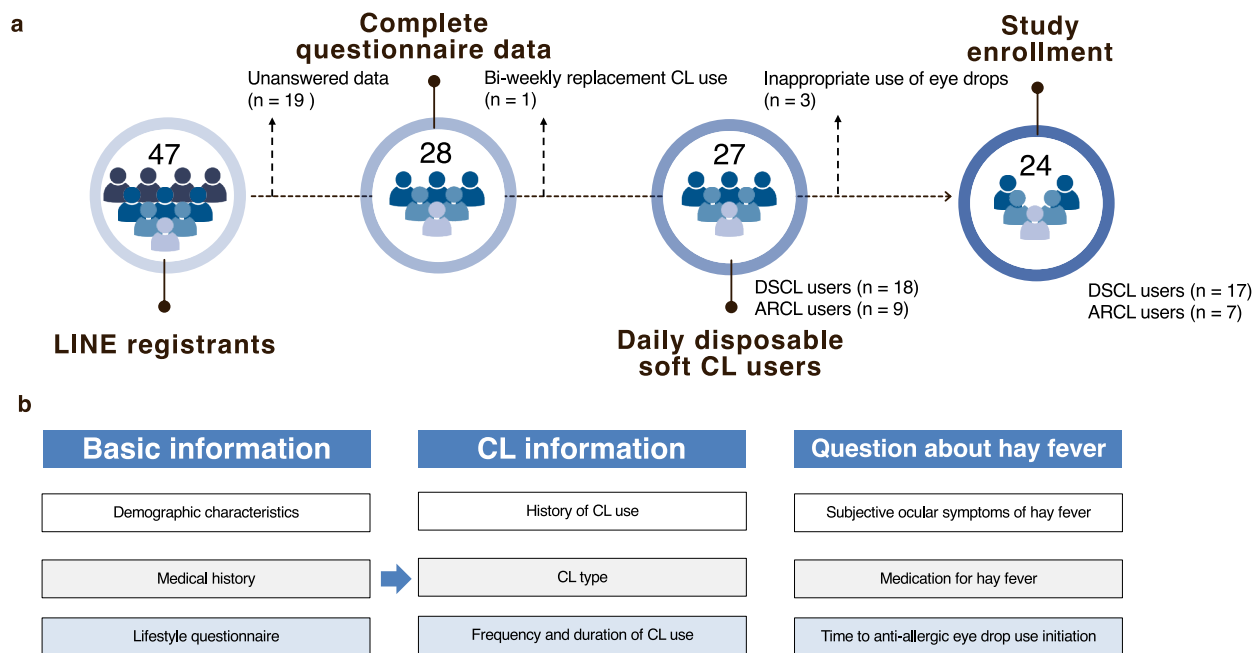 a
Complete
questionnaire data
Study
enrollment
Unanswered data
(n = 19 )
Bi-weekly replacement CL use
(n = 1)
Inappropriate use of eye drops
(n = 3)
47
28
27
24
DSCL users (n = 18)
ARCL users (n = 9)
DSCL users (n = 17)
ARCL users (n = 7)
LINE registrants
Daily disposable
soft CL users
b
Basic information
CL information
Question about hay fever
Demographic characteristics
History of CL use
Subjective ocular symptoms of hay fever
Medical history
CL type
Medication for hay fever
Lifestyle questionnaire
Frequency and duration of CL use
Time to anti-allergic eye drop use initiation